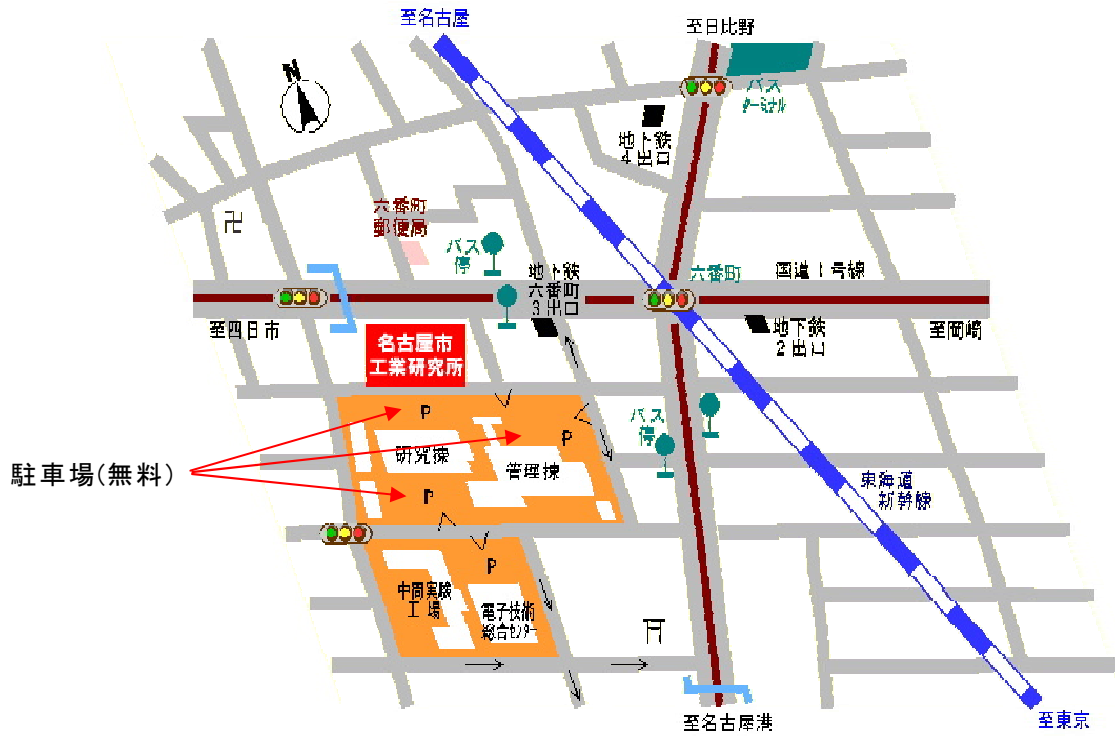 至名古屋
至日比野
N
バス
ターミナル
地下鉄
4出口
六番町
郵便局
卍
バス
停
地下鉄
六番町
3出口
六番町
国道1号線
至四日市
地下鉄
2出口
至岡崎
名古屋市
工業研究所
P
バス
停
P
研究棟
管理棟
駐車場(無料)
P
東海道
新幹線
P
中間実験
工場
電子技術
総合センター
至名古屋港
至東京